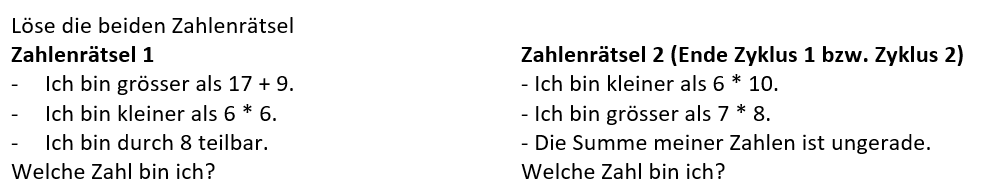 Löse die beiden Zahlenrätsel
Zahlenrätsel 1
- Ich bin grösser als 17 + 9.
- Ich bin kleiner als 6 * 6.
- Ich bin durch 8 teilbar.
Welche Zahl bin ich?
Zahlenrätsel 2 (Ende Zyklus 1 bzw. Zyklus 2)
- Ich bin kleiner als 6 * 10.
- Ich bin grösser als 7 * 8.
- Die Summe meiner Zahlen ist ungerade.
Welche Zahl bin ich?